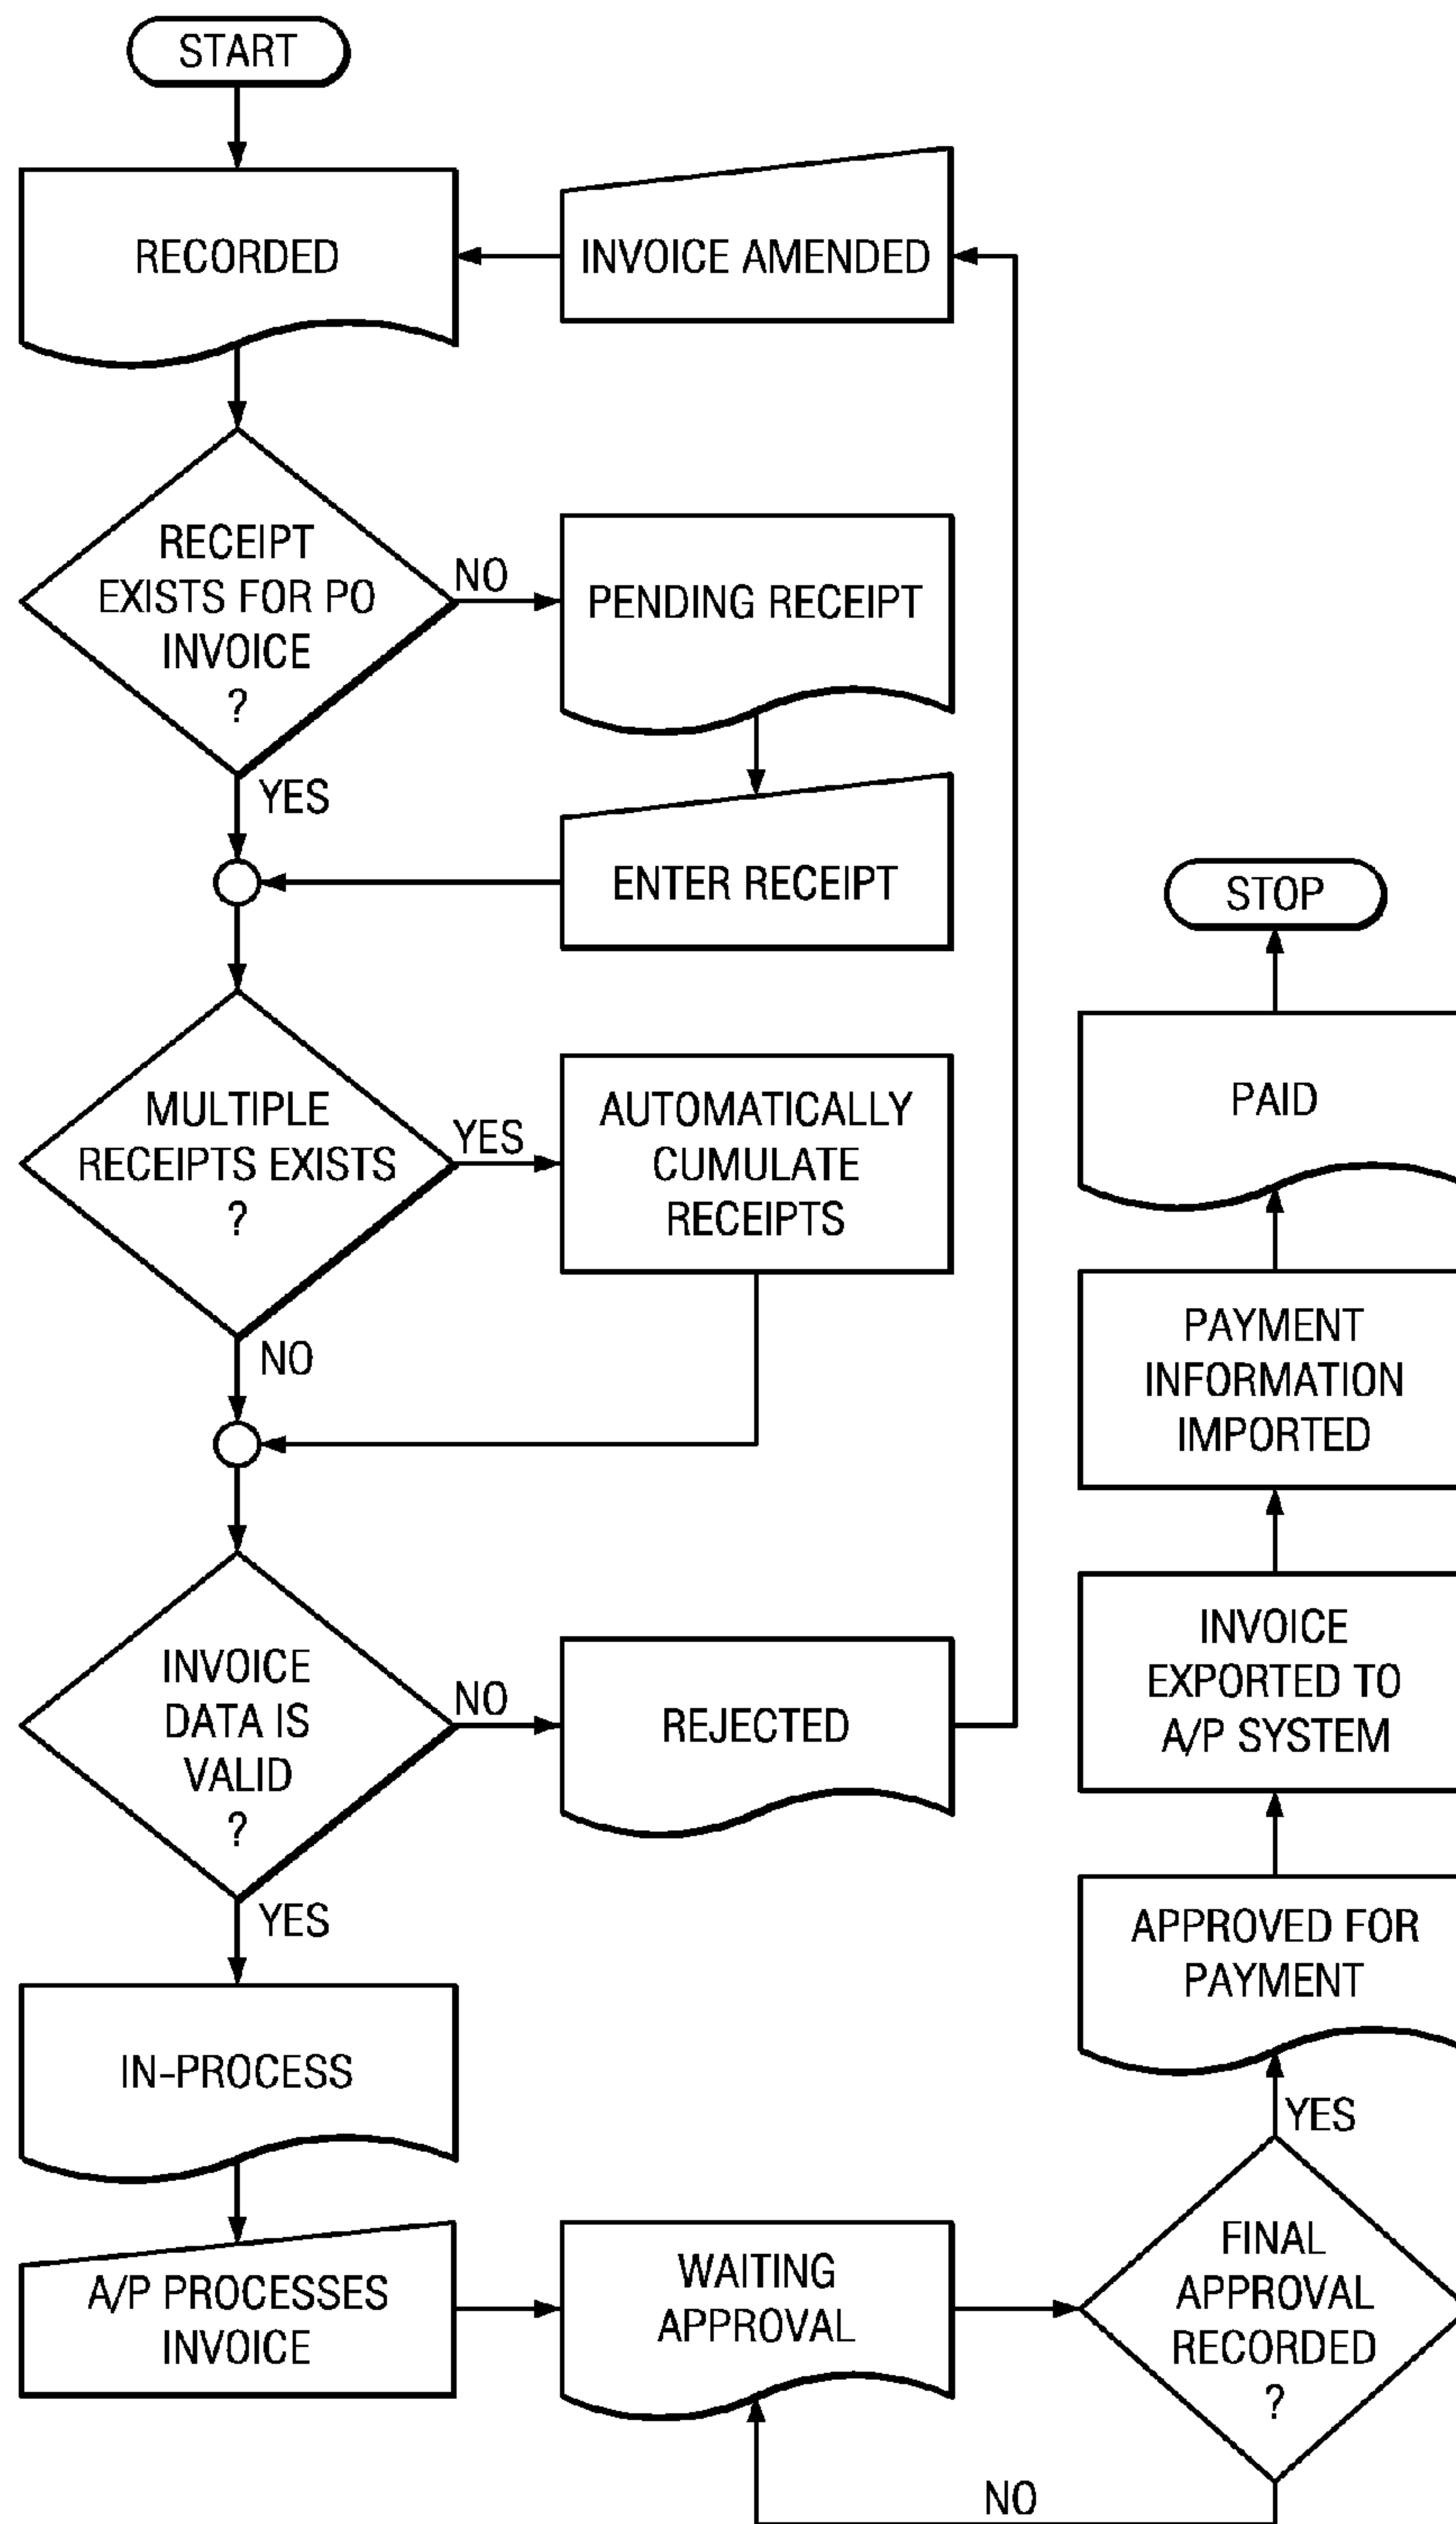 START
RECORDED
INVOICE AMENDED
RECEIPT
EXISTS FOR PO
INVOICE
?
NO
PENDING RECEIPT
YES
ENTER RECEIPT
MULTIPLE
RECEIPTS EXISTS
?
YES
AUTOMATICALLY
CUMULATE
RECEIPTS
NO
INVOICE
DATA IS
VALID
?
NO
REJECTED
YES
IN-PROCESS
A/P PROCESSES
INVOICE
WAITING
APPROVAL
FINAL
APPROVAL
RECORDED
?
NO
YES
APPROVED FOR
PAYMENT
INVOICE
EXPORTED TO
A/P SYSTEM
PAYMENT
INFORMATION
IMPORTED
PAID
STOP